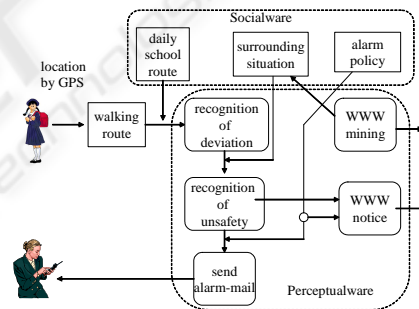 Socialware
daily
school
route
surrounding
situation
alarm
policy
location
by GPS
walking
route
recognition
of
deviation
WWW
mining
recognition
of
unsafety
WWW
notice
send
alarm-mail
Perceptualware